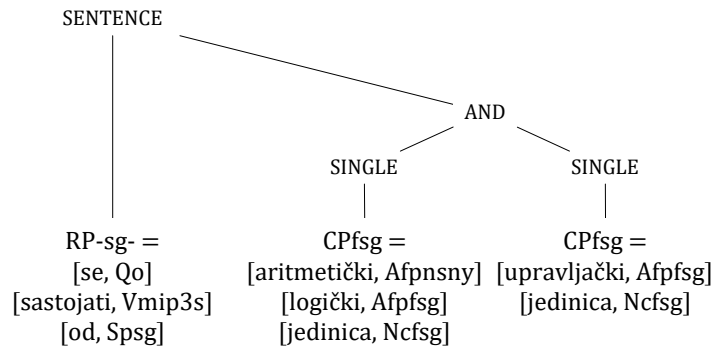 SENTENCE
AND
SINGLE SINGLE
RP-sg- = CPfsg = CPfsg =
[se, Qo] [aritmetički, Afpnsny] [upravljački, Afpfsg]
[sastojati, Vmip3s] [logički, Afpfsg] [jedinica, Ncfsg]
[od, Spsg] [jedinica, Ncfsg]